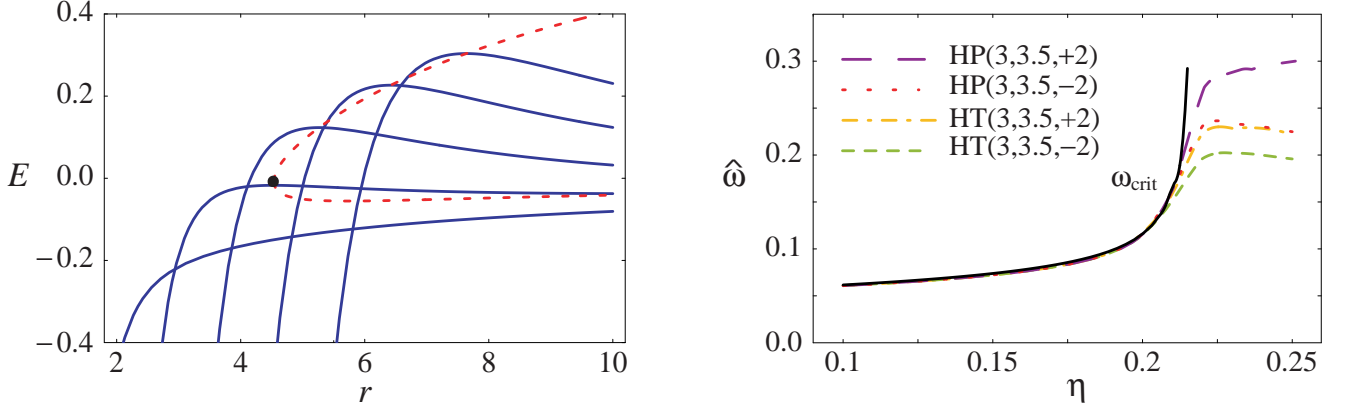 0.4
0.2
0.0
−0.2
−0.4
E
2
4
6
8
10
r
0.3
0.2
0.1
0.0
ω̂
HP(3,3.5,+2)
HP(3,3.5,−2)
HT(3,3.5,+2)
HT(3,3.5,−2)
ωcrit
0.1
0.15
0.2
0.25
η